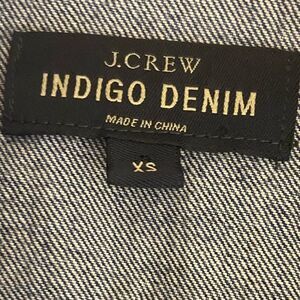 J.CREW
INDIGO DENIM
MADE IN CHINA
XS